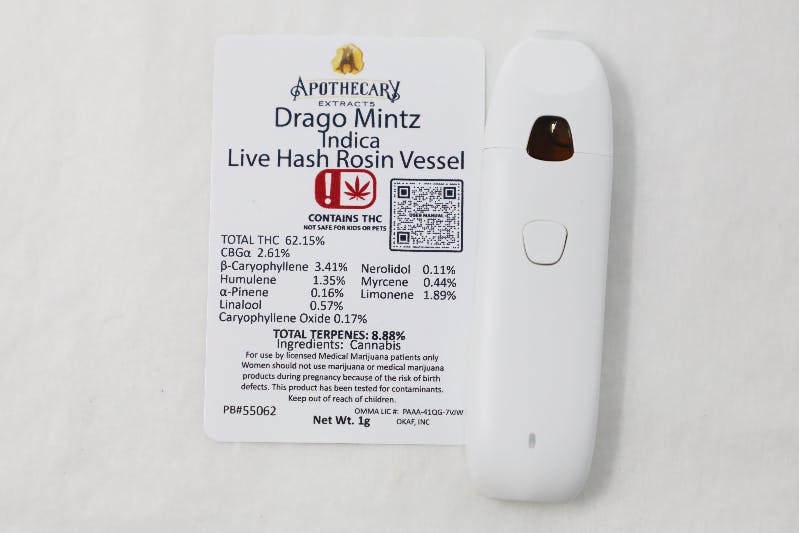 APOTHECARY
EXTRACTS
Drago Mintz
Indica
Live Hash Rosin Vessel
CONTAINS THC
NOT SAFE FOR KIDS OR PETS
USER MANUAL
TOTAL THC 62.15%
CBGα 2.61%
β-Caryophyllene 3.41% Nerolidol 0.11%
Humulene 1.35% Myrcene 0.44%
α-Pinene 0.16% Limonene 1.89%
Linalool 0.57%
Caryophyllene Oxide 0.17%
TOTAL TERPENES: 8.88%
Ingredients: Cannabis
For use by licensed Medical Marijuana patients only
Women should not use marijuana or medical marijuana
products during pregnancy because of the risk of birth
defects. This product has been tested for contaminants.
Keep out of reach of children.
PB#55062 OMMA LIC #: PAAA-41QG-7VJW
Net Wt. 1g OKAF, INC